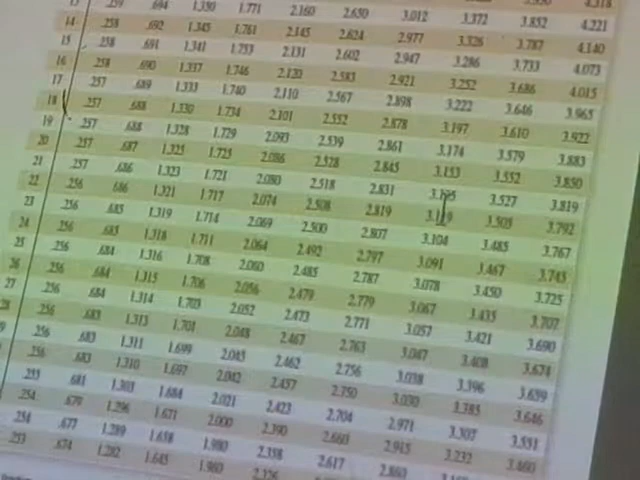 13 .259 .694 1.350 1.771 2.160 2.650 3.012 3.372 3.852 4.221
14 .258 .692 1.345 1.761 2.145 2.624 2.977 3.326 3.787 4.140
15 .258 .691 1.341 1.753 2.131 2.602 2.947 3.286 3.733 4.073
16 .258 .690 1.337 1.746 2.120 2.583 2.921 3.252 3.686 4.015
17 .257 .689 1.333 1.740 2.110 2.567 2.898 3.222 3.646 3.965
18 .257 .688 1.330 1.734 2.101 2.552 2.878 3.197 3.610 3.922
19 .257 .688 1.328 1.729 2.093 2.539 2.861 3.174 3.579 3.883
20 .257 .687 1.325 1.725 2.086 2.528 2.845 3.153 3.552 3.850
21 .257 .686 1.323 1.721 2.080 2.518 2.831 3.135 3.527 3.819
22 .256 .686 1.321 1.717 2.074 2.508 2.819 3.119 3.505 3.792
23 .256 .685 1.319 1.714 2.069 2.500 2.807 3.104 3.485 3.767
24 .256 .685 1.318 1.711 2.064 2.492 2.797 3.091 3.467 3.745
25 .256 .684 1.316 1.708 2.060 2.485 2.787 3.078 3.450 3.725
26 .256 .684 1.315 1.706 2.056 2.479 2.779 3.067 3.435 3.707
27 .256 .684 1.314 1.703 2.052 2.473 2.771 3.057 3.421 3.690
28 .256 .683 1.313 1.701 2.048 2.467 2.763 3.047 3.408 3.674
.256 .683 1.311 1.699 2.045 2.462 2.756 3.038 3.396 3.659
.256 .683 1.310 1.697 2.042 2.457 2.750 3.030 3.385 3.646
.255 .681 1.303 1.684 2.021 2.423 2.704 2.971 3.307 3.551
.254 .679 1.296 1.671 2.000 2.390 2.660 2.915 3.232 3.460
.254 .677 1.289 1.658 1.980 2.358 2.617 2.860
.253 .674 1.282 1.645 1.960 2.326